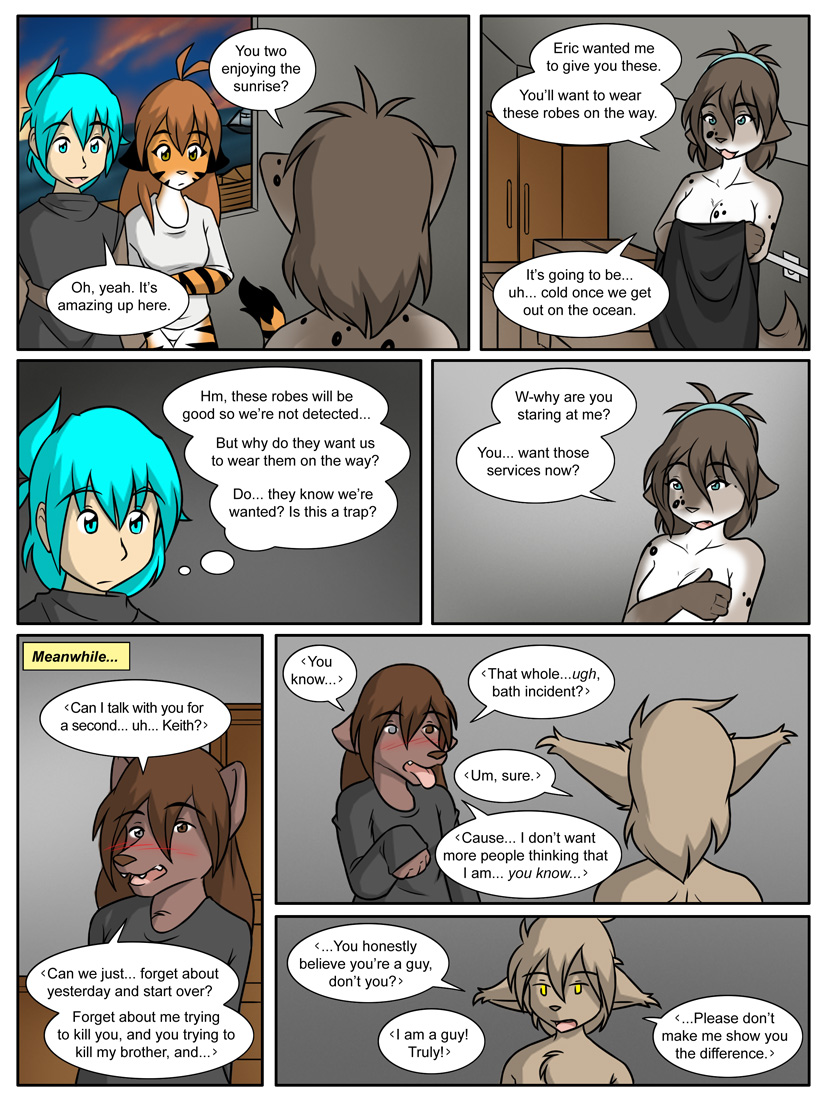 You two
enjoying the
sunrise?
Oh, yeah. It's
amazing up here.
Eric wanted me
to give you these.
You'll want to wear
these robes on the way.
It's going to be...
uh... cold once we get
out on the ocean.
Hm, these robes will be
good so we're not detected...
But why do they want us
to wear them on the way?
Do... they know we're
wanted? Is this a trap?
W-why are you
staring at me?
You... want those
services now?
Meanwhile...
‹Can I talk with you for
a second... uh... Keith?›
‹Can we just... forget about
yesterday and start over?
Forget about me trying
to kill you, and you trying to
kill my brother, and...›
‹You
know...›
‹That whole...ugh,
bath incident?›
‹Um, sure.›
‹Cause... I don't want
more people thinking that
I am... you know...›
‹...You honestly
believe you're a guy,
don't you?›
‹I am a guy!
Truly!›
‹...Please don't
make me show you
the difference.›